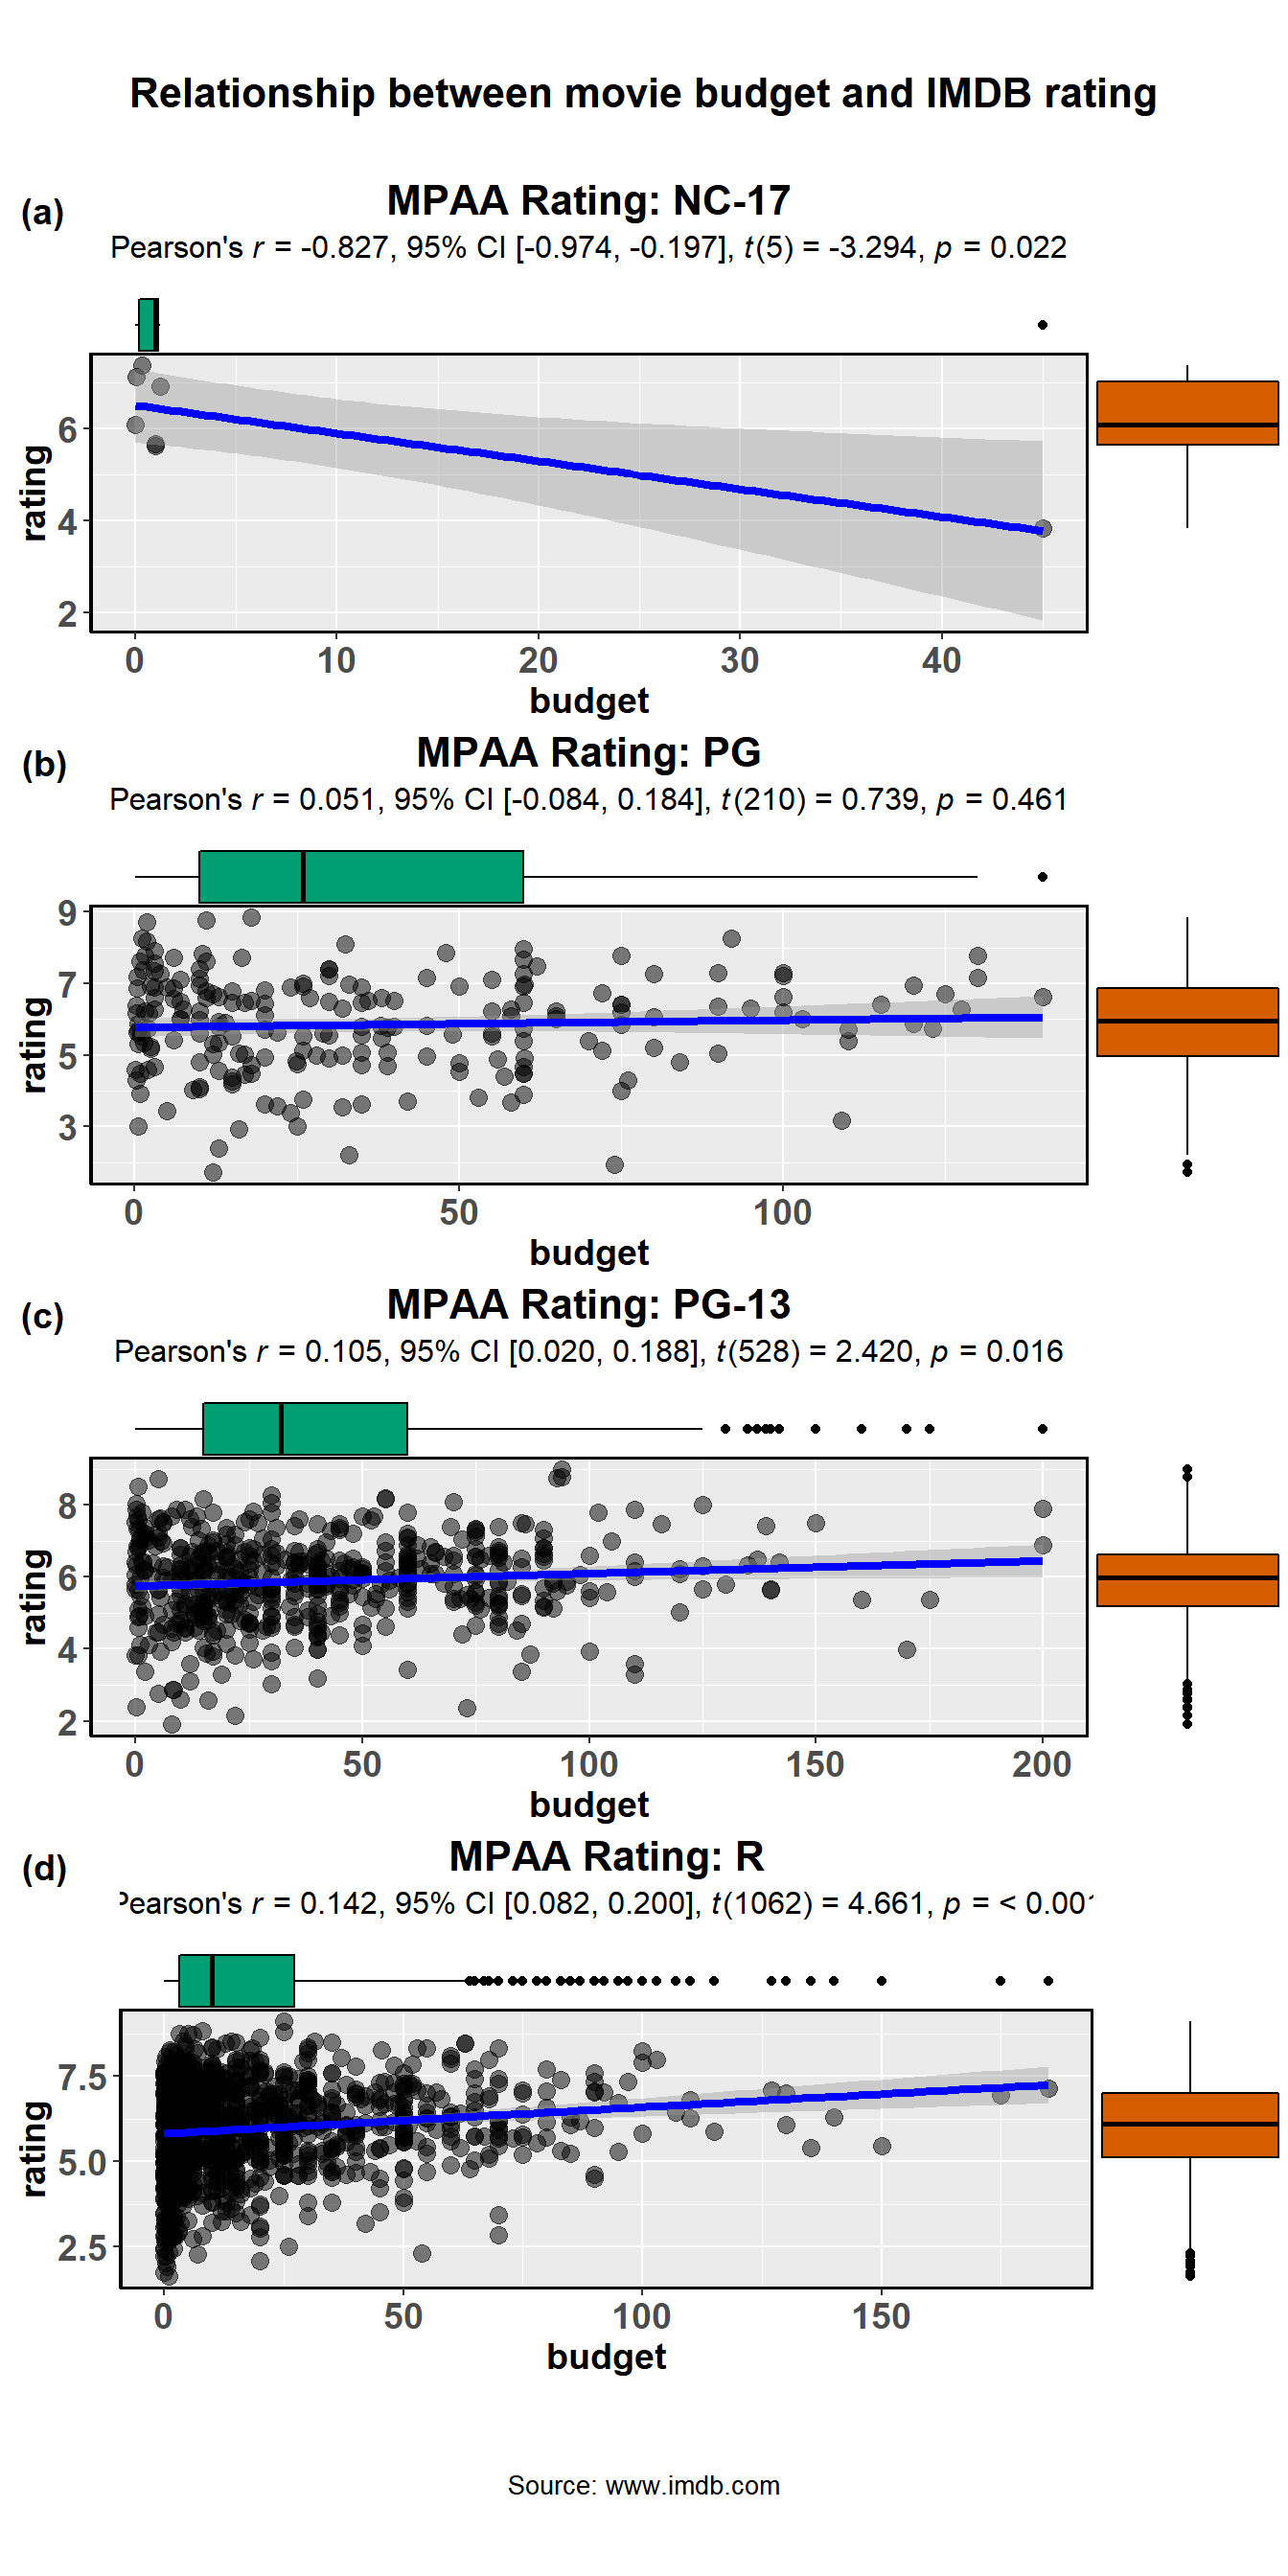 Relationship between movie budget and IMDB rating
(a)
MPAA Rating: NC-17
Pearson's r = -0.827, 95% CI [-0.974, -0.197], t(5) = -3.294, p = 0.022
6
4
2
rating
0 10 20 30 40
budget
(b)
MPAA Rating: PG
Pearson's r = 0.051, 95% CI [-0.084, 0.184], t(210) = 0.739, p = 0.461
9
7
5
3
rating
0 50 100
budget
(c)
MPAA Rating: PG-13
Pearson's r = 0.105, 95% CI [0.020, 0.188], t(528) = 2.420, p = 0.016
8
6
4
2
rating
0 50 100 150 200
budget
(d)
MPAA Rating: R
Pearson's r = 0.142, 95% CI [0.082, 0.200], t(1062) = 4.661, p = < 0.001
7.5
5.0
2.5
rating
0 50 100 150
budget
Source: www.imdb.com